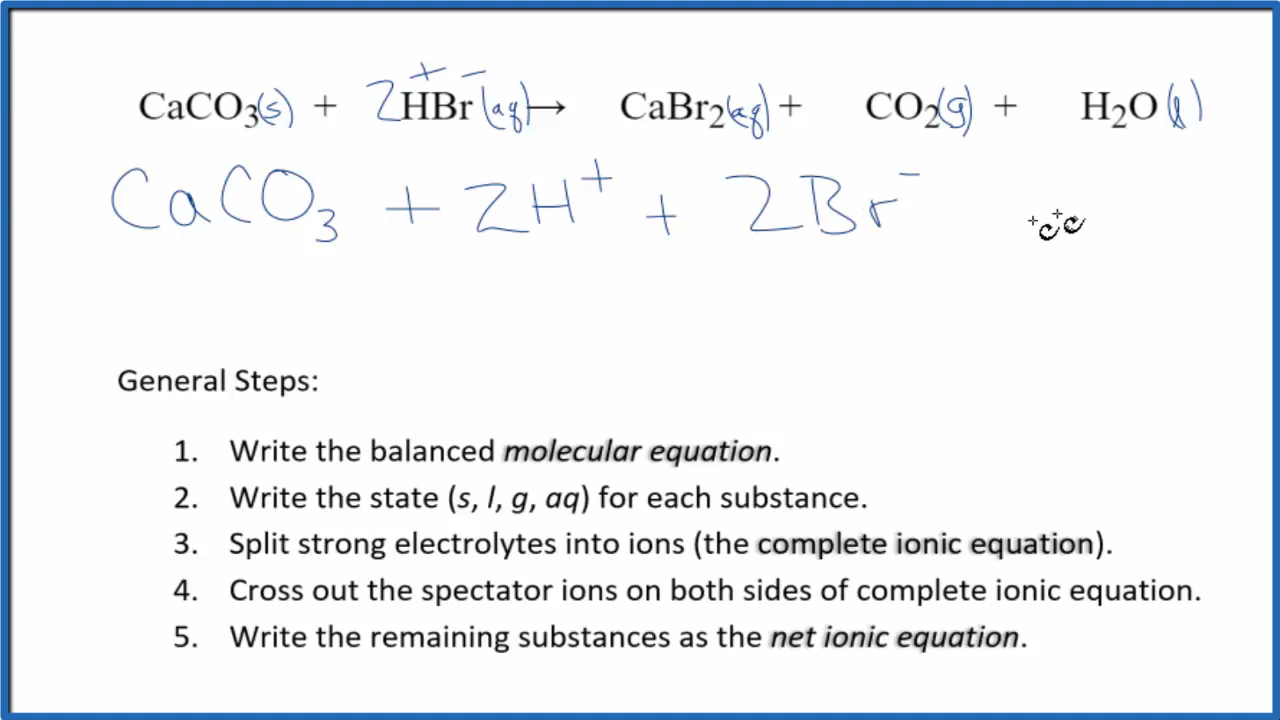 CaCO₃(s) + 2HBr(aq) → CaBr₂(aq) + CO₂(g) + H₂O(l)
+ −
CaCO₃ + 2H⁺ + 2Br⁻
General Steps:
1. Write the balanced molecular equation.
2. Write the state (s, l, g, aq) for each substance.
3. Split strong electrolytes into ions (the complete ionic equation).
4. Cross out the spectator ions on both sides of complete ionic equation.
5. Write the remaining substances as the net ionic equation.